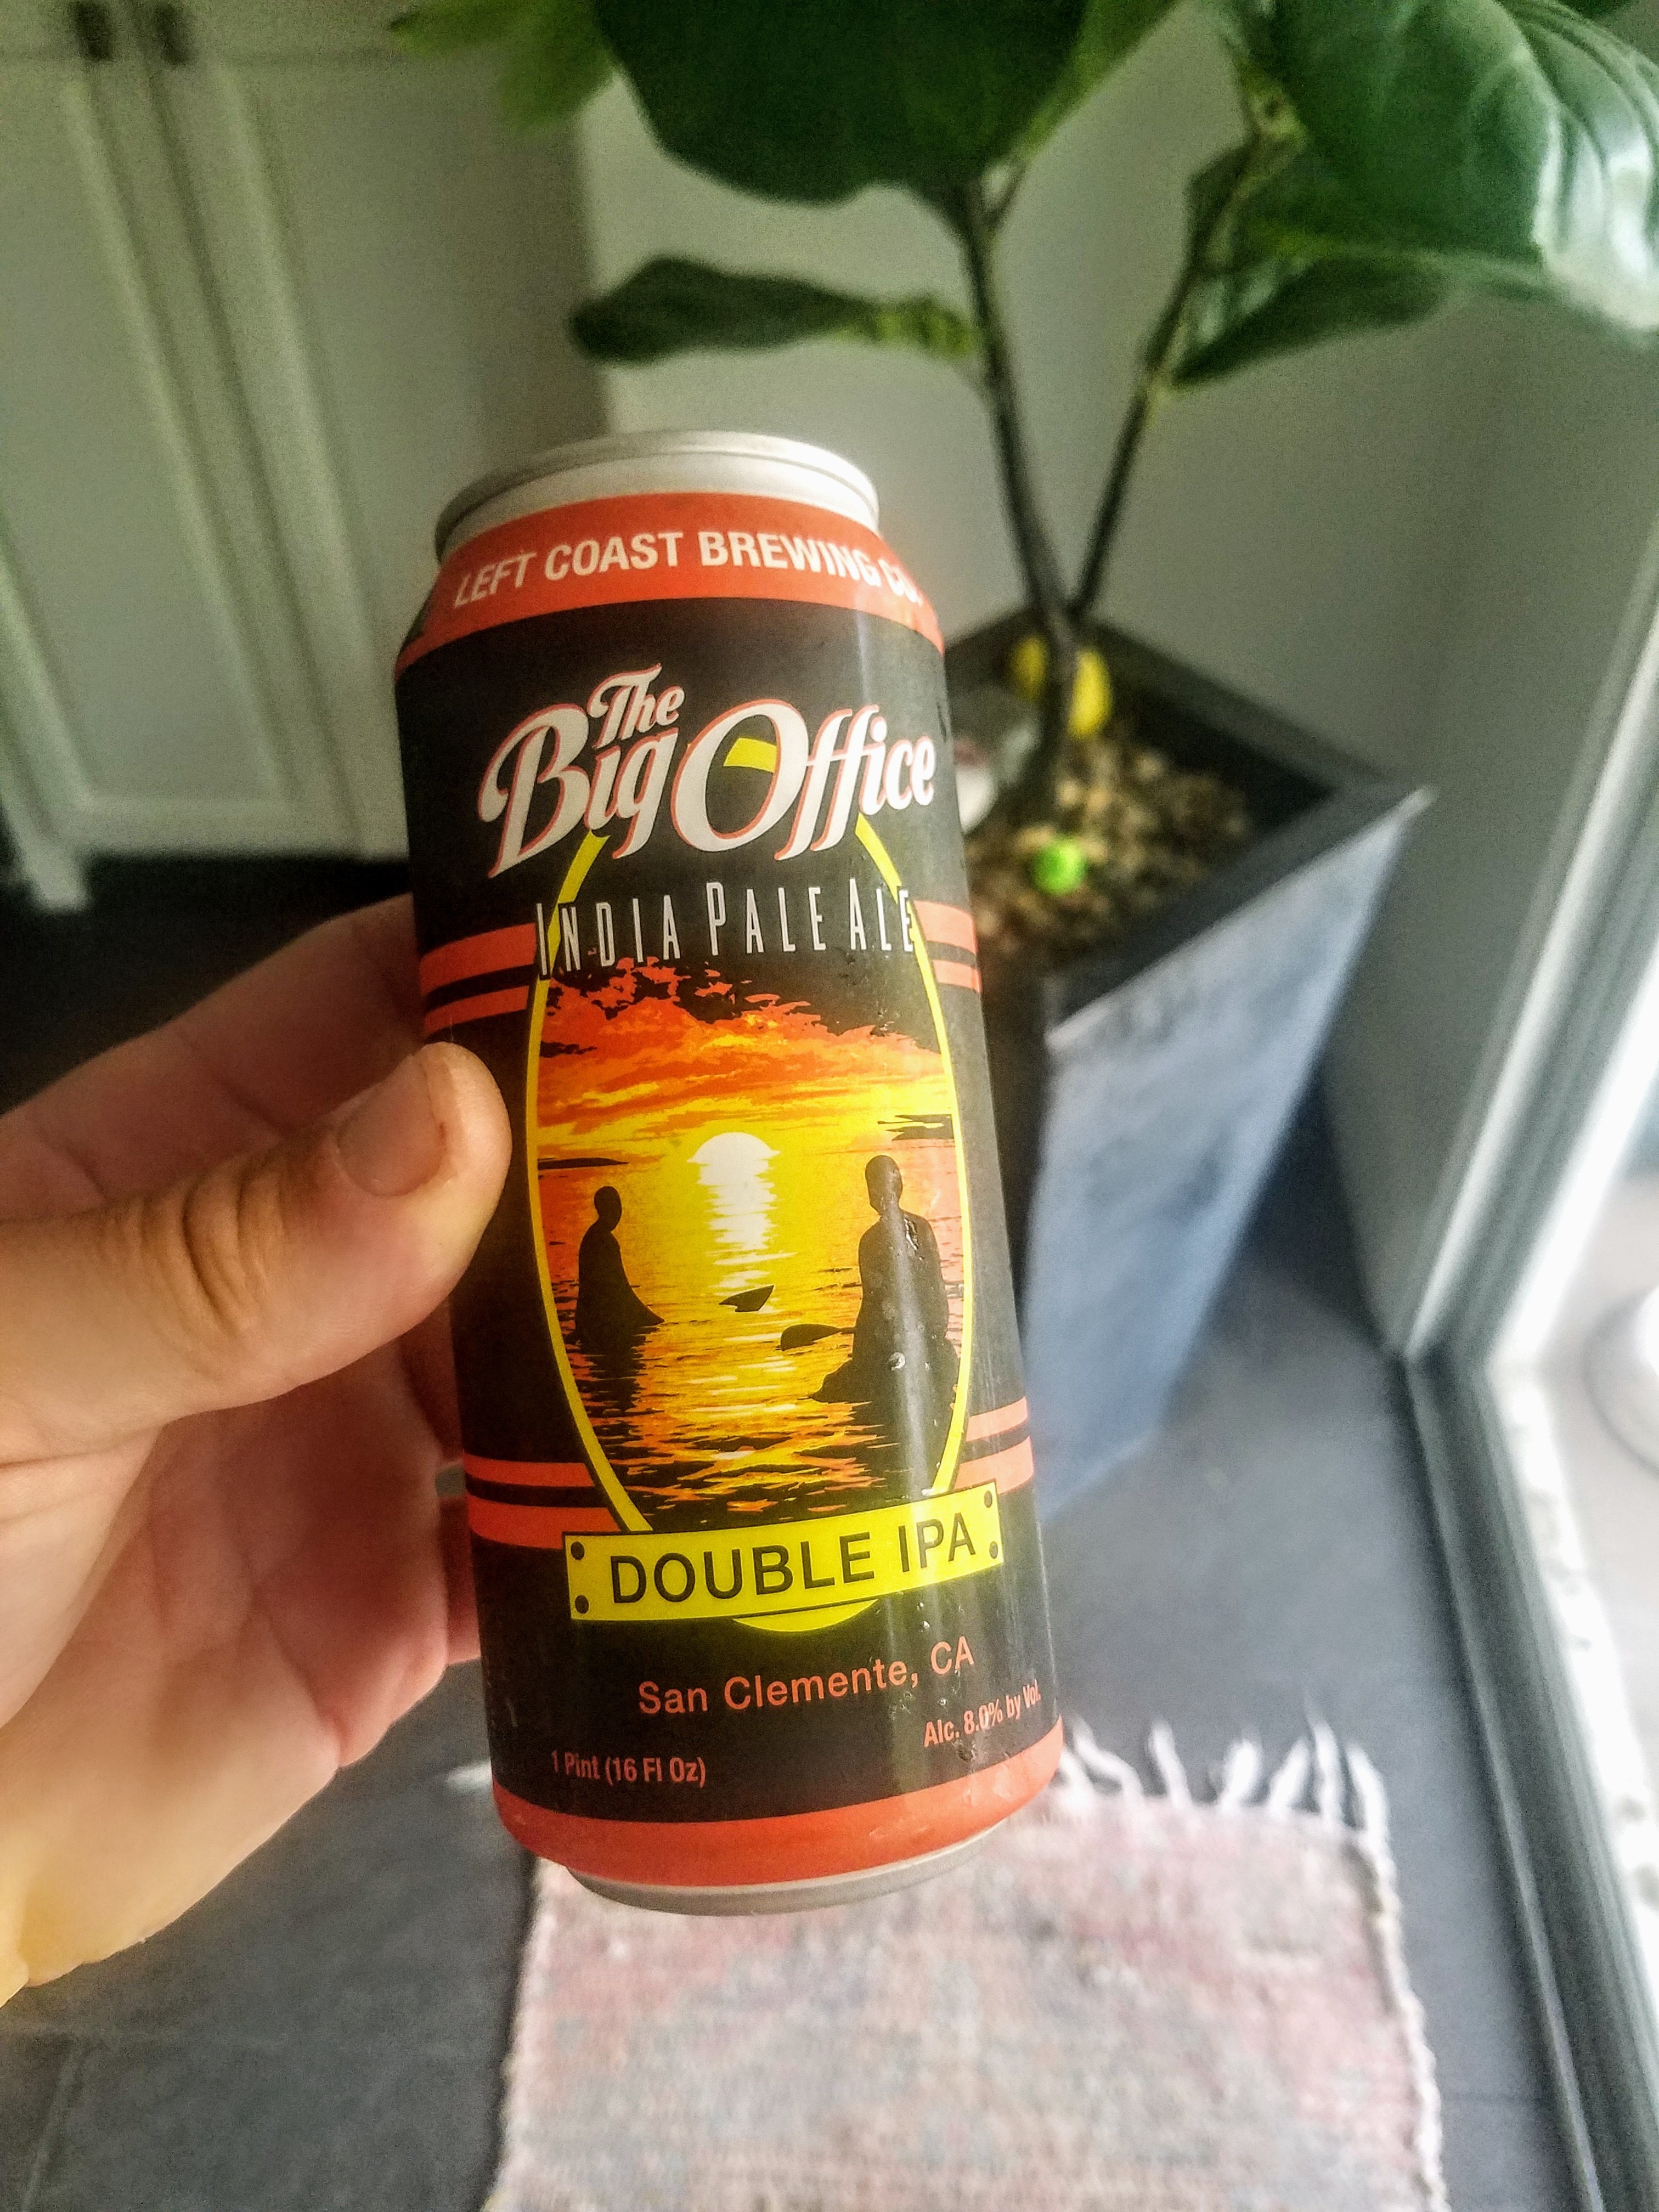 LEFT COAST BREWING CO.
The
Big Office
INDIA PALE ALE
DOUBLE IPA
San Clemente, CA
Alc. 8.0% by Vol.
1 Pint (16 Fl Oz)